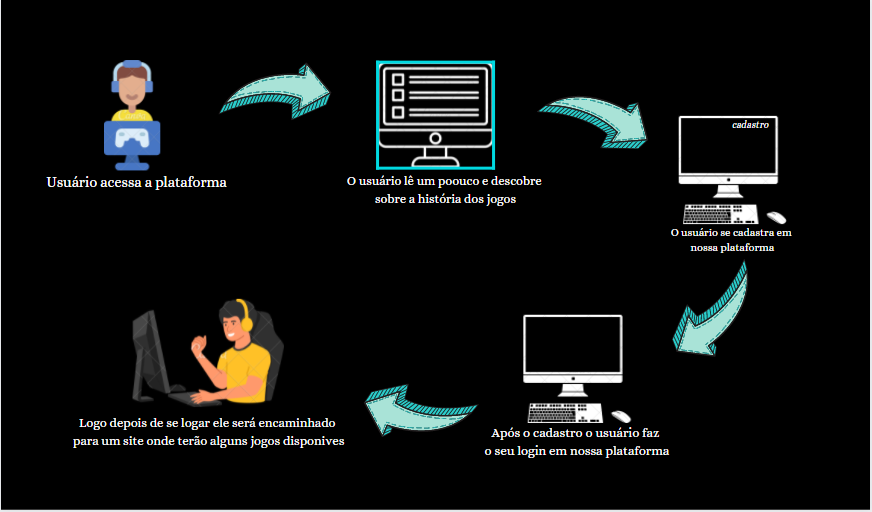 Usuário acessa a plataforma
O usuário lê um poouco e descobre
sobre a história dos jogos
cadastro
O usuário se cadastra em
nossa plataforma
Após o cadastro o usuário faz
o seu login em nossa plataforma
Logo depois de se logar ele será encaminhado
para um site onde terão alguns jogos disponives